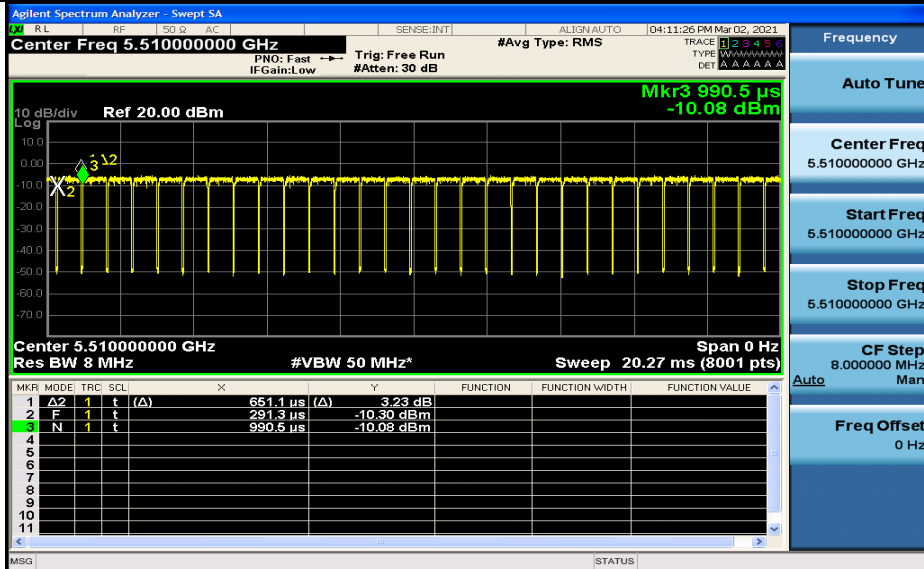 Agilent Spectrum Analyzer - Swept SA
LXI RL RF 50 Ω AC SENSE:INT ALIGN AUTO 04:11:26 PM Mar 02, 2021
Center Freq 5.510000000 GHz #Avg Type: RMS TRACE 1 2 3 4 5 6
PNO: Fast Trig: Free Run TYPE WWWWWW
IFGain:Low #Atten: 30 dB DET A A A A A A
Mkr3 990.5 µs
10 dB/div Ref 20.00 dBm -10.08 dBm
Log
10.0
0.00
-10.0
-20.0
-30.0
-40.0
-50.0
-60.0
-70.0
1Δ2
3
X2
Center 5.510000000 GHz Span 0 Hz
Res BW 8 MHz #VBW 50 MHz* Sweep 20.27 ms (8001 pts)
MKR MODE TRC SCL X Y FUNCTION FUNCTION WIDTH FUNCTION VALUE
1 Δ2 1 t (Δ) 651.1 µs (Δ) 3.23 dB
2 F 1 t 291.3 µs -10.30 dBm
3 N 1 t 990.5 µs -10.08 dBm
4
5
6
7
8
9
10
11
MSG STATUS
Frequency
Auto Tune
Center Freq
5.510000000 GHz
Start Freq
5.510000000 GHz
Stop Freq
5.510000000 GHz
CF Step
8.000000 MHz
Auto Man
Freq Offset
0 Hz